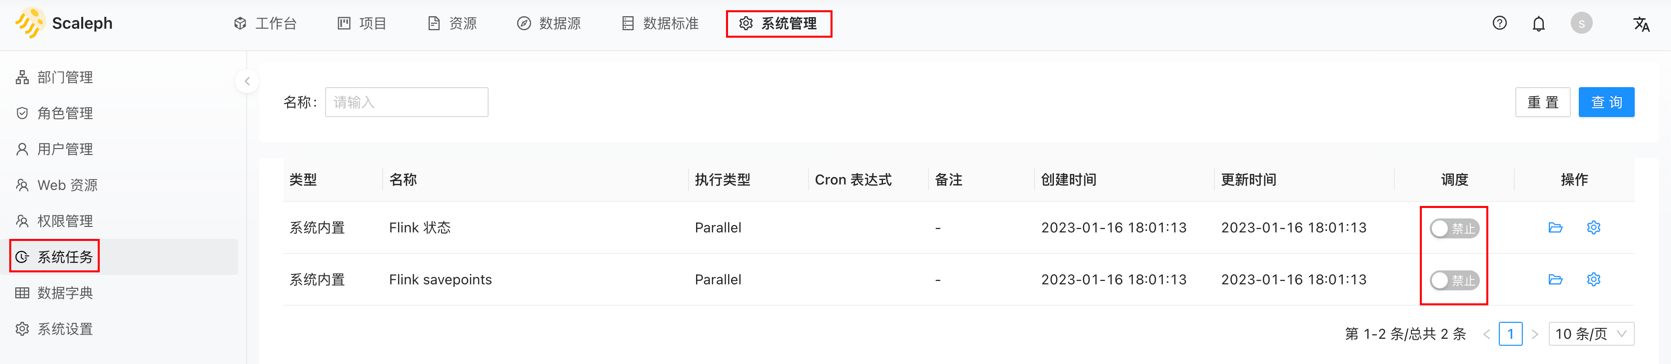 Scaleph 工作台 项目 资源 数据源 数据标准 系统管理 S
部门管理
角色管理
用户管理
Web 资源
权限管理
系统任务
数据字典
系统设置
名称: 请输入 重置 查询
类型 名称 执行类型 Cron 表达式 备注 创建时间 更新时间 调度 操作
系统内置 Flink 状态 Parallel - 2023-01-16 18:01:13 2023-01-16 18:01:13 禁止
系统内置 Flink savepoints Parallel - 2023-01-16 18:01:13 2023-01-16 18:01:13 禁止
第 1-2 条/总共 2 条 < 1 > 10 条/页